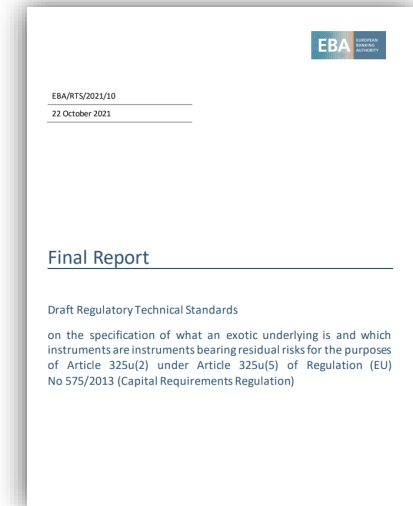 EBA EUROPEAN
BANKING
AUTHORITY
EBA/RTS/2021/10
22 October 2021
Final Report
Draft Regulatory Technical Standards
on the specification of what an exotic underlying is and which
instruments are instruments bearing residual risks for the purposes
of Article 325u(2) under Article 325u(5) of Regulation (EU)
No 575/2013 (Capital Requirements Regulation)